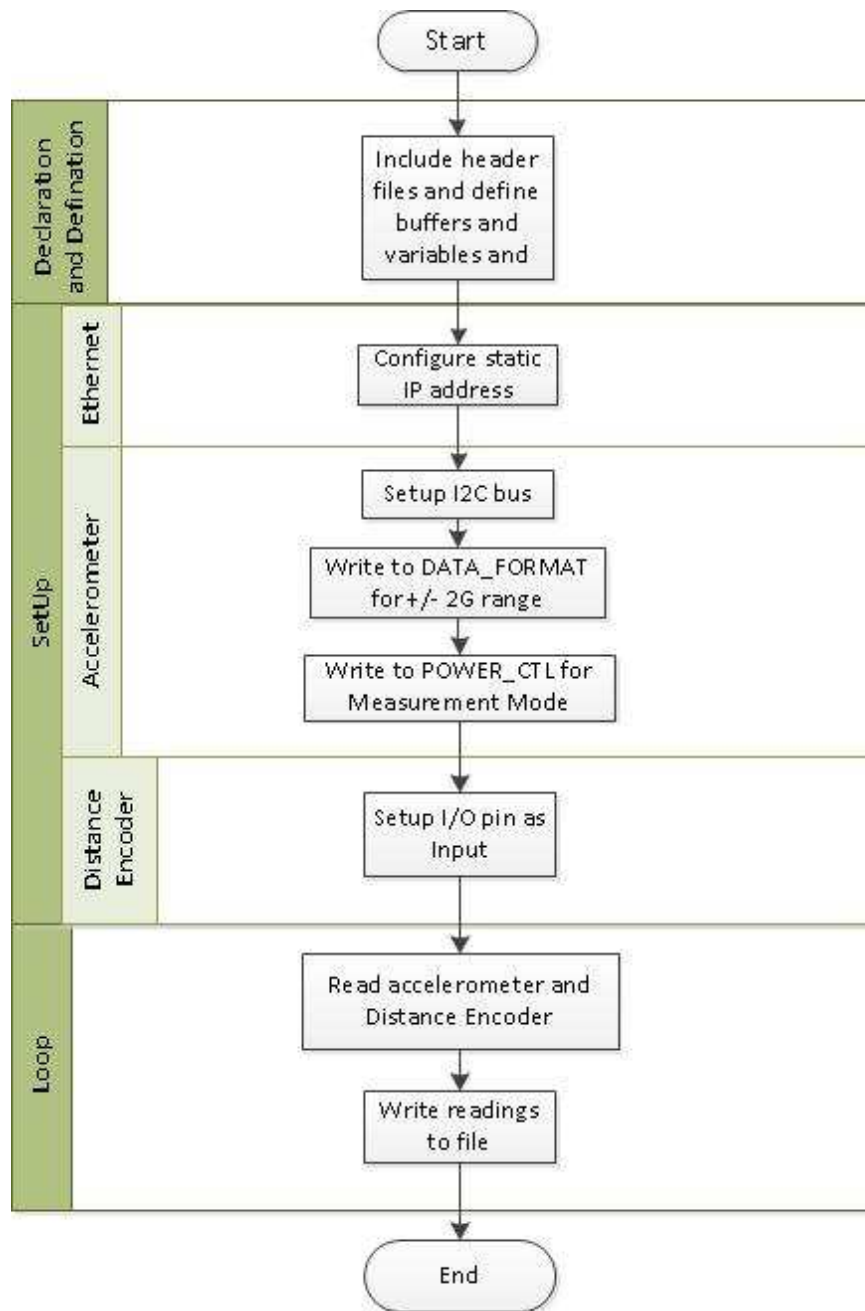 Start
Declaration
and Defination
Include header
files and define
buffers and
variables and
SetUp
Ethernet
Configure static
IP address
Accelerometer
Setup I2C bus
Write to DATA_FORMAT
for +/- 2G range
Write to POWER_CTL for
Measurement Mode
Distance
Encoder
Setup I/O pin as
Input
Loop
Read accelerometer and
Distance Encoder
Write readings
to file
End